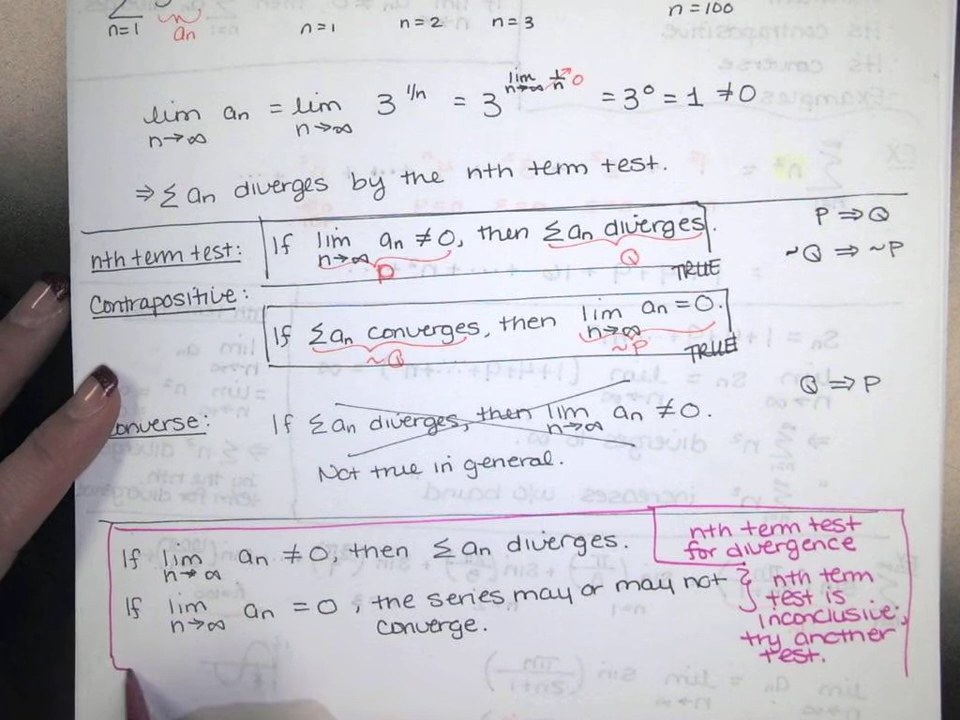 Σ n=1 an n=1 n=2 n=3 n=100
lim n→∞ an = lim n→∞ 3^1/n = 3^lim n→∞ 1/n → 0 = 3^0 = 1 ≠ 0
⇒ Σ an diverges by the nth term test.
nth term test: If lim n→∞ an ≠ 0, then Σ an diverges. P ⇒ Q
P Q TRUE ~Q ⇒ ~P
Contrapositive:
If Σ an converges, then lim n→∞ an = 0.
~Q ~P TRUE
Q ⇒ P
onverse: If Σ an diverges, then lim n→∞ an ≠ 0.
Not true in general.
nth term test
for divergence
If lim n→∞ an ≠ 0, then Σ an diverges.
If lim n→∞ an = 0, the series may or may not
converge.
} nth term
test is
inconclusive,
try another
test.